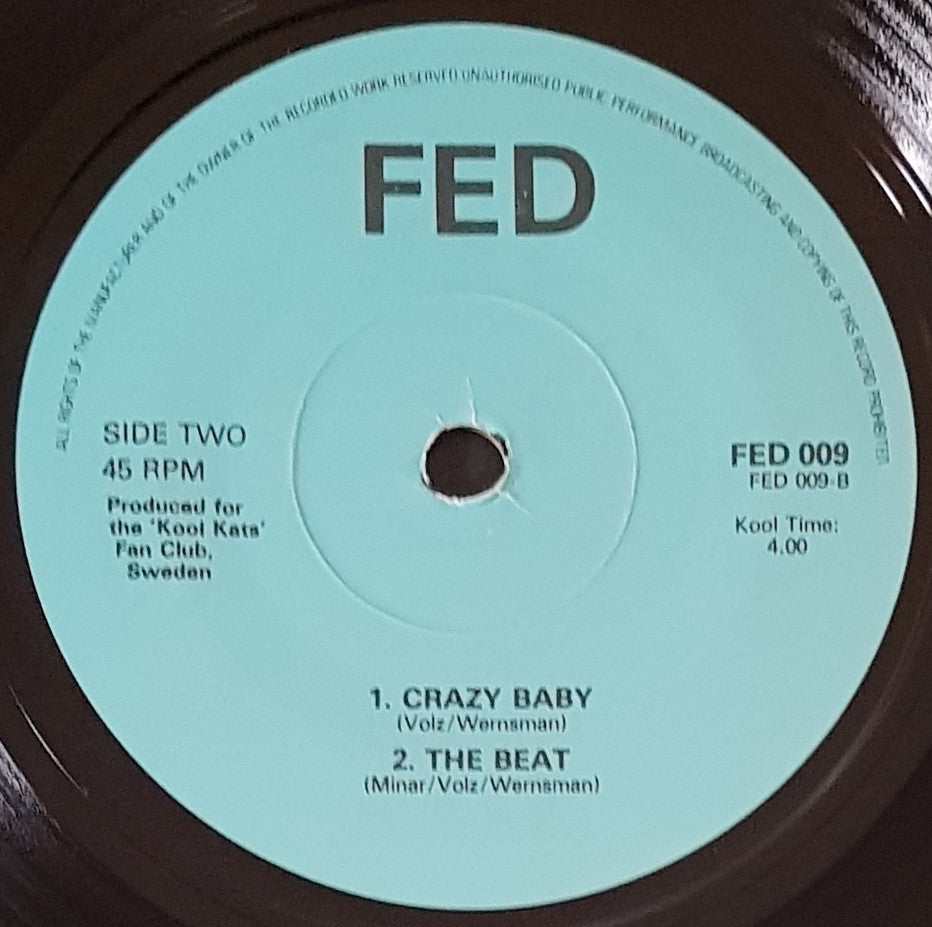 ALL RIGHTS OF THE MANUFACTURER AND OF THE OWNER OF THE RECORDED WORK RESERVED UNAUTHORISED PUBLIC PERFORMANCE BROADCASTING AND COPYING OF THIS RECORD PROHIBITED
FED
SIDE TWO
45 RPM
Produced for
the 'Kool Kats'
Fan Club,
Sweden
FED 009
FED 009-B
Kool Time:
4.00
1. CRAZY BABY
(Volz/Wernsman)
2. THE BEAT
(Minar/Volz/Wernsman)